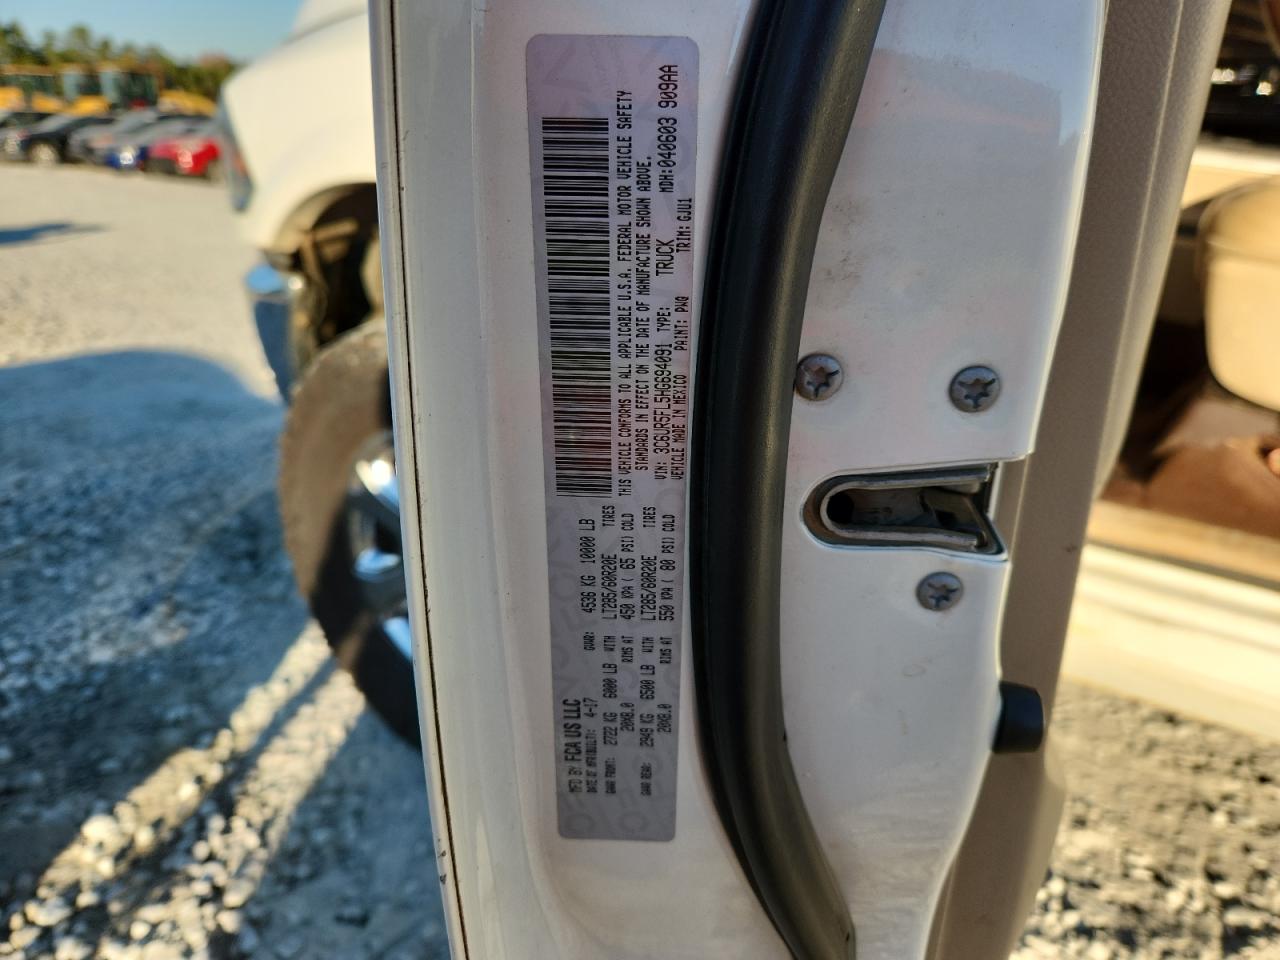 MFD BY FCA US LLC
DATE OF MFR(MILIT): 4-17 GVWR: 4536 KG 10000 LB
GAWR FRONT: 2722 KG 6000 LB WITH LT285/60R20E TIRES
20X8.0 RIMS AT 450 KPA ( 65 PSI) COLD
GAWR REAR: 2949 KG 6500 LB WITH LT285/60R20E TIRES
20X8.0 RIMS AT 550 KPA ( 80 PSI) COLD
THIS VEHICLE CONFORMS TO ALL APPLICABLE U.S.A. FEDERAL MOTOR VEHICLE SAFETY
STANDARDS IN EFFECT ON THE DATE OF MANUFACTURE SHOWN ABOVE.
VIN: 3C6UR5FL5HG694091 TYPE: TRUCK MDH:040603 909AA
VEHICLE MADE IN MEXICO PAINT: PW6 TRIM: GJU1